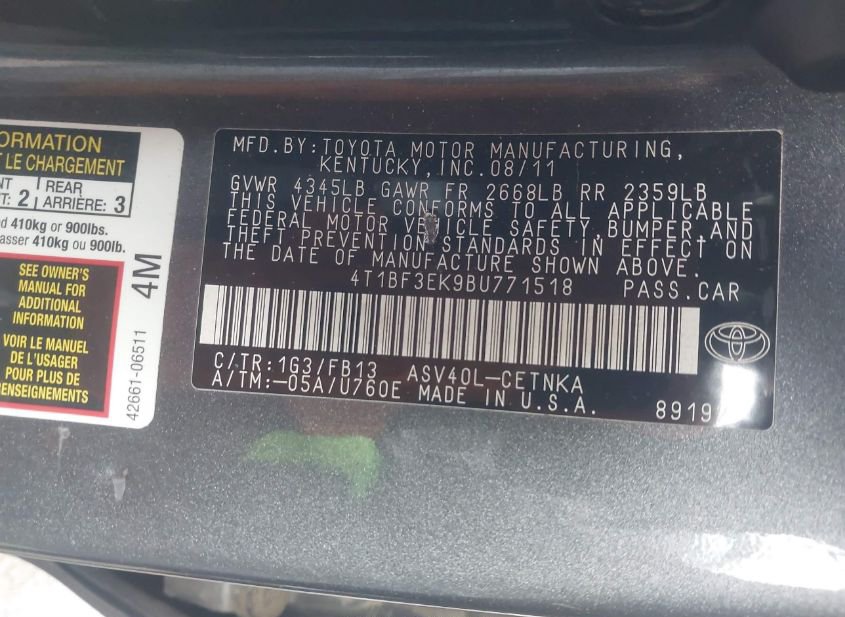 ORMATION
LE CHARGEMENT
NT 2
REAR
ARRIÈRE: 3
d 410kg or 900lbs.
asser 410kg ou 900lb.
SEE OWNER'S
MANUAL FOR
ADDITIONAL
INFORMATION
VOIR LE MANUEL
DE L'USAGER
POUR PLUS DE
RENSEIGNEMENTS
4M
42661-06511
MFD.BY:TOYOTA MOTOR MANUFACTURING,
KENTUCKY,INC.08/11
GVWR 4345LB GAWR FR 2668LB RR 2359LB
THIS VEHICLE CONFORMS TO ALL APPLICABLE
FEDERAL MOTOR VEHICLE SAFETY,BUMPER,AND
THEFT PREVENTION STANDARDS IN EFFECT ON
THE DATE OF MANUFACTURE SHOWN ABOVE.
4T1BF3EK9BU771518 PASS.CAR
C/TR:1G3/FB13 ASV40L-CETNKA
A/TM:-05A/U760E MADE IN U.S.A.
8919